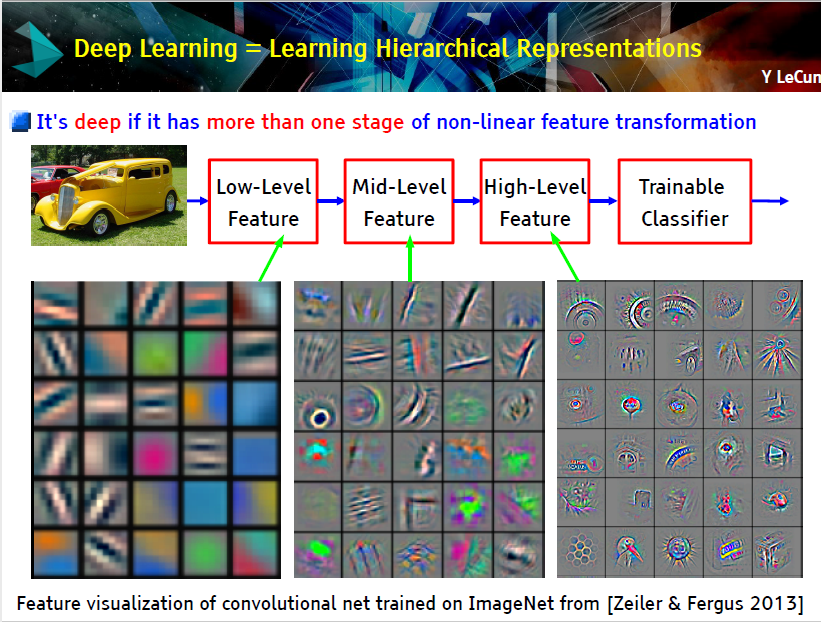 Deep Learning = Learning Hierarchical Representations
Y LeCun
It's deep if it has more than one stage of non-linear feature transformation
Low-Level
Feature
Mid-Level
Feature
High-Level
Feature
Trainable
Classifier
Feature visualization of convolutional net trained on ImageNet from [Zeiler & Fergus 2013]